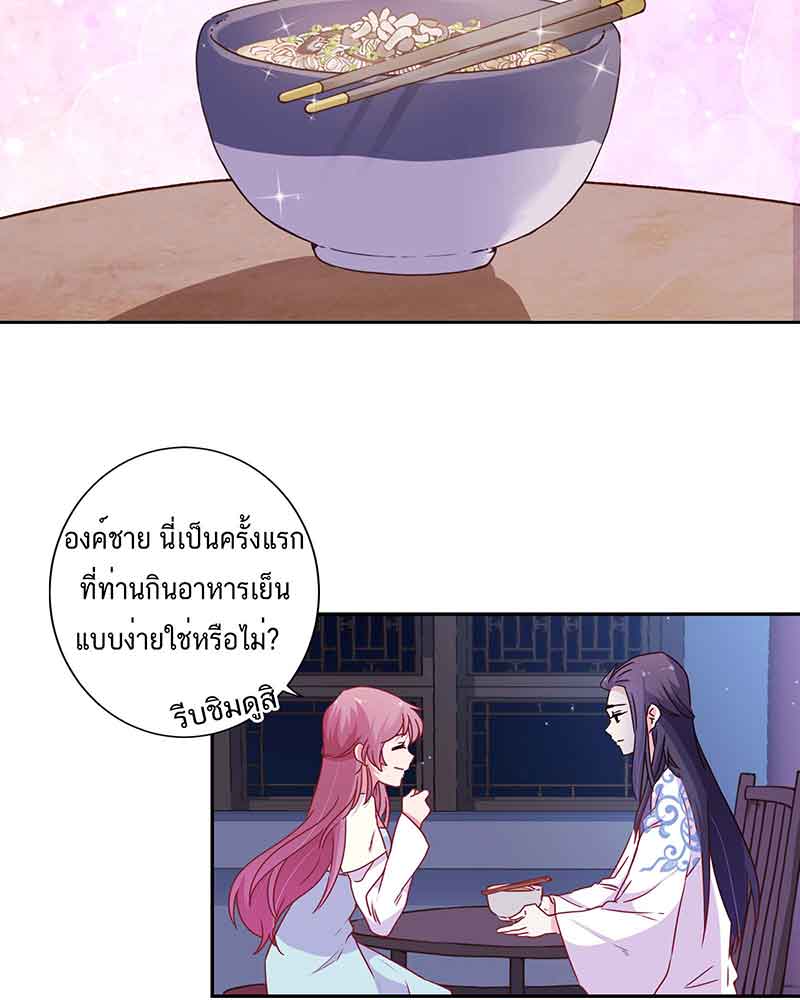 องค์ชาย นี่เป็นครั้งแรก
ที่ท่านกินอาหารเย็น
แบบง่ายใช่หรือไม่?
รีบชิมดูสิ